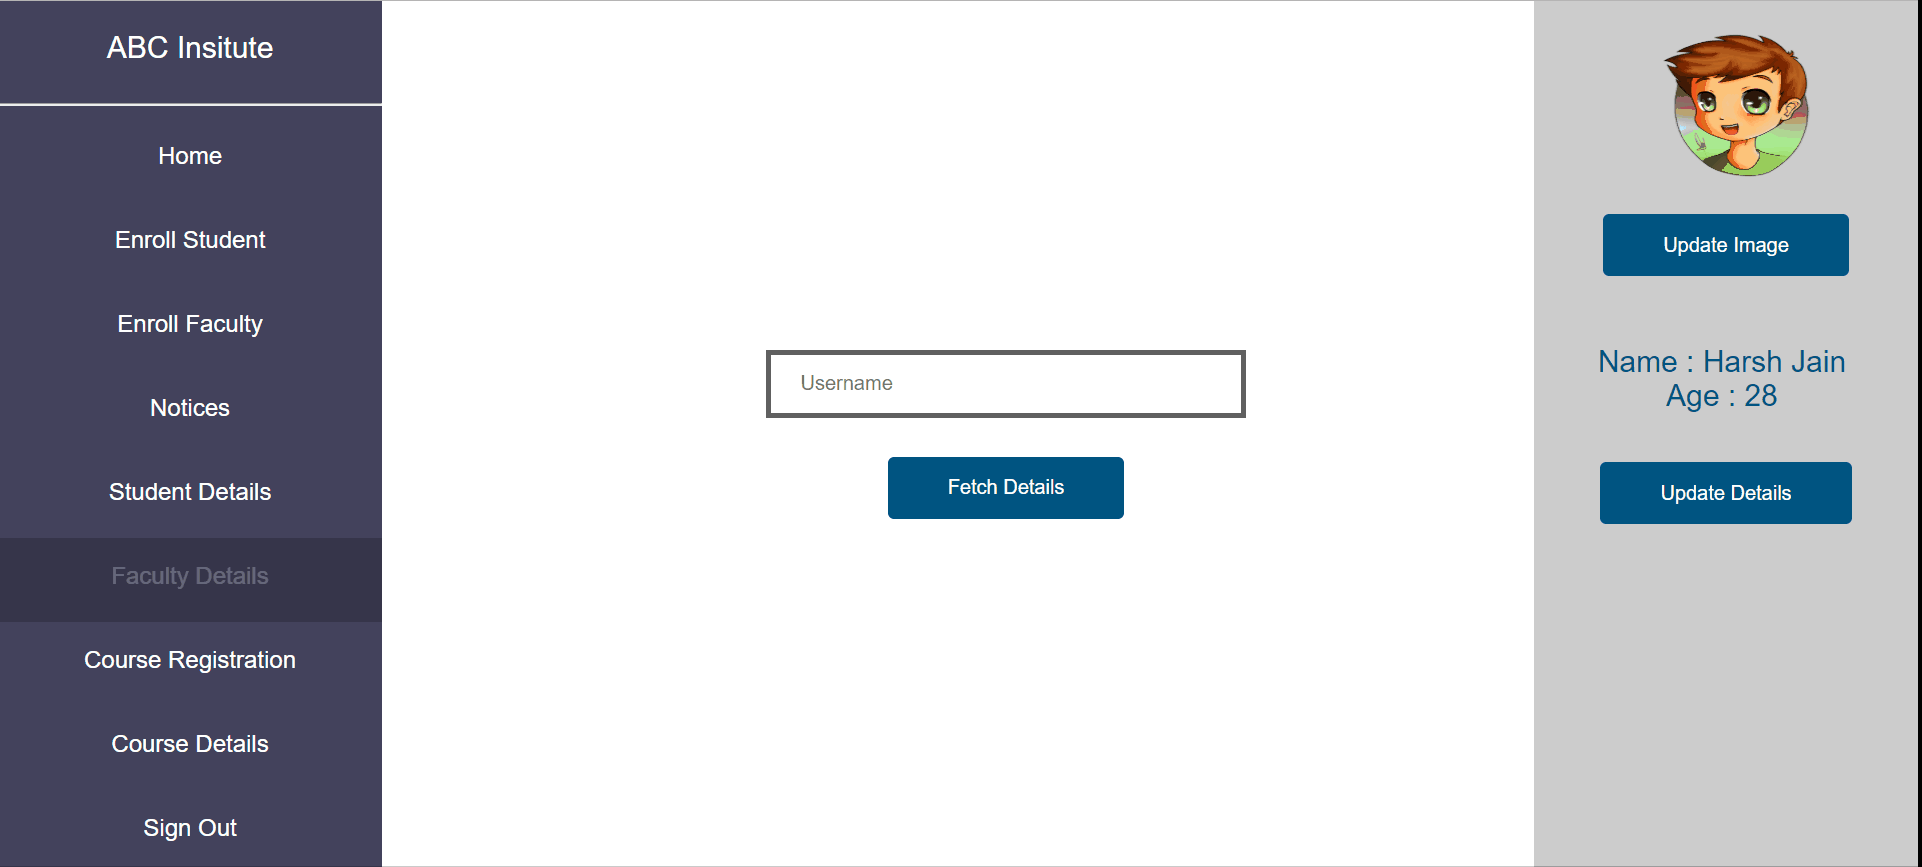 ABC Insitute
Home
Enroll Student
Enroll Faculty
Notices
Student Details
Faculty Details
Course Registration
Course Details
Sign Out
Username
Fetch Details
Update Image
Name : Harsh Jain
Age : 28
Update Details